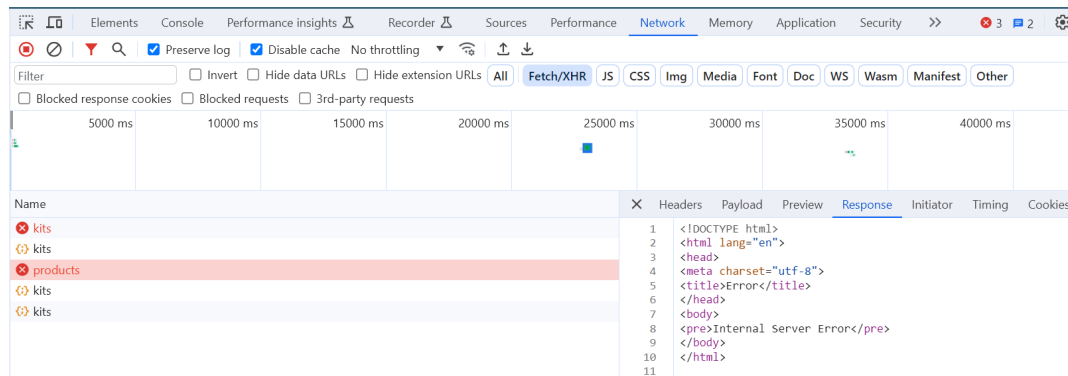 Elements Console Performance insights Recorder Sources Performance Network Memory Application Security >> 3 2
Preserve log Disable cache No throttling
Filter Invert Hide data URLs Hide extension URLs All Fetch/XHR JS CSS Img Media Font Doc WS Wasm Manifest Other
Blocked response cookies Blocked requests 3rd-party requests
5000 ms 10000 ms 15000 ms 20000 ms 25000 ms 30000 ms 35000 ms 40000 ms
Name Headers Payload Preview Response Initiator Timing Cookies
kits
kits
products
kits
kits
1 <!DOCTYPE html>
2 <html lang="en">
3 <head>
4 <meta charset="utf-8">
5 <title>Error</title>
6 </head>
7 <body>
8 <pre>Internal Server Error</pre>
9 </body>
10 </html>
11